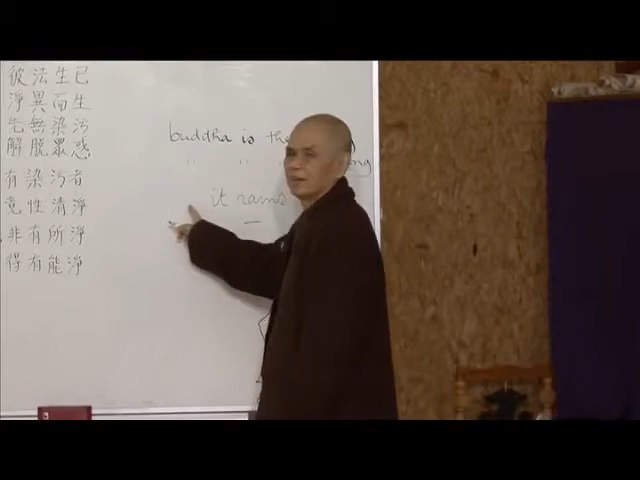 彼法生已
淨異而生
先無染污
解脫眾惑
有染污者
竟性清淨
非有所淨
得有能淨
buddha is the
" "
it rains